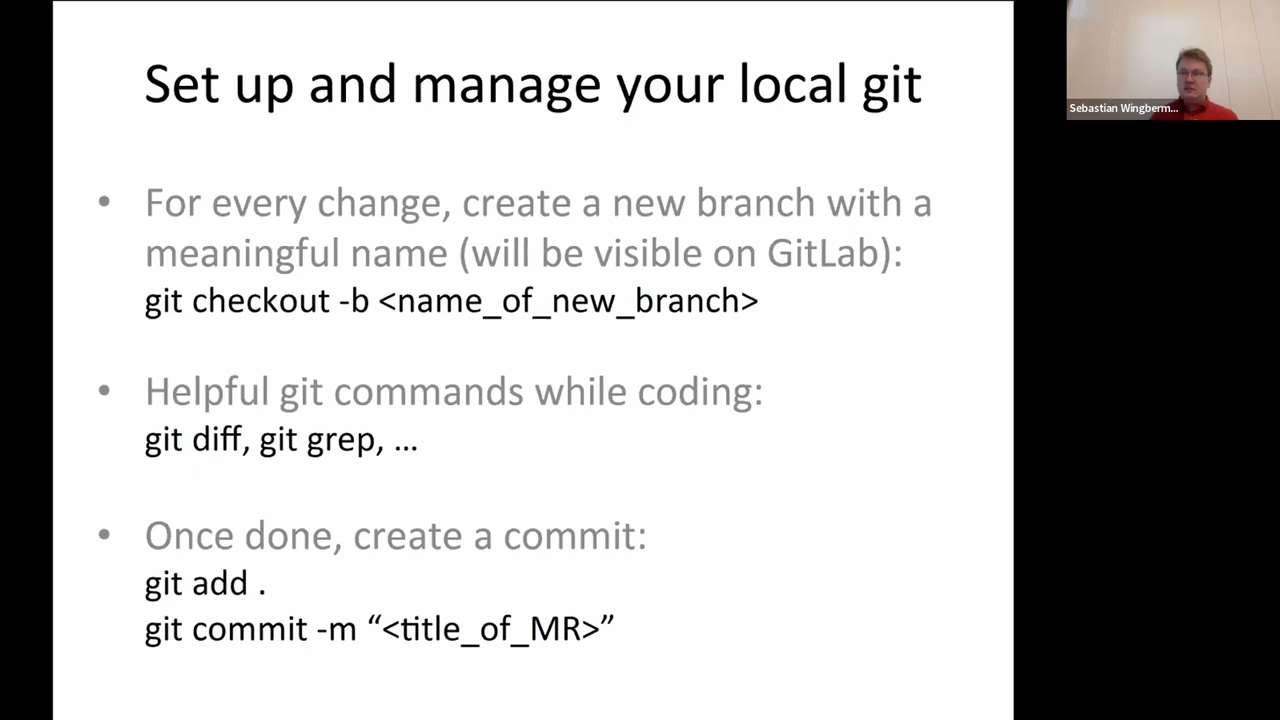 Set up and manage your local git
Sebastian Wingberm...
• For every change, create a new branch with a
meaningful name (will be visible on GitLab):
git checkout -b <name_of_new_branch>
• Helpful git commands while coding:
git diff, git grep, ...
• Once done, create a commit:
git add .
git commit -m “<title_of_MR>”